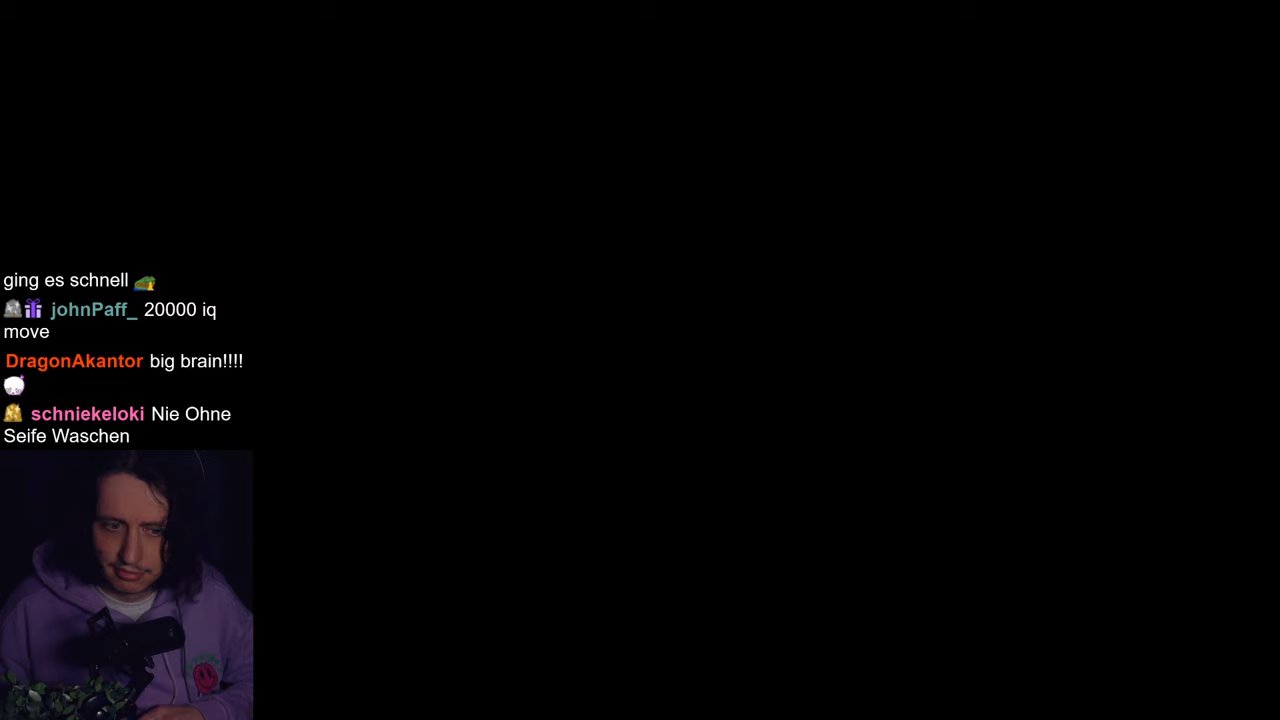 ging es schnell
johnPaff_ 20000 iq
move
DragonAkantor big brain!!!!
schniekeloki Nie Ohne
Seife Waschen